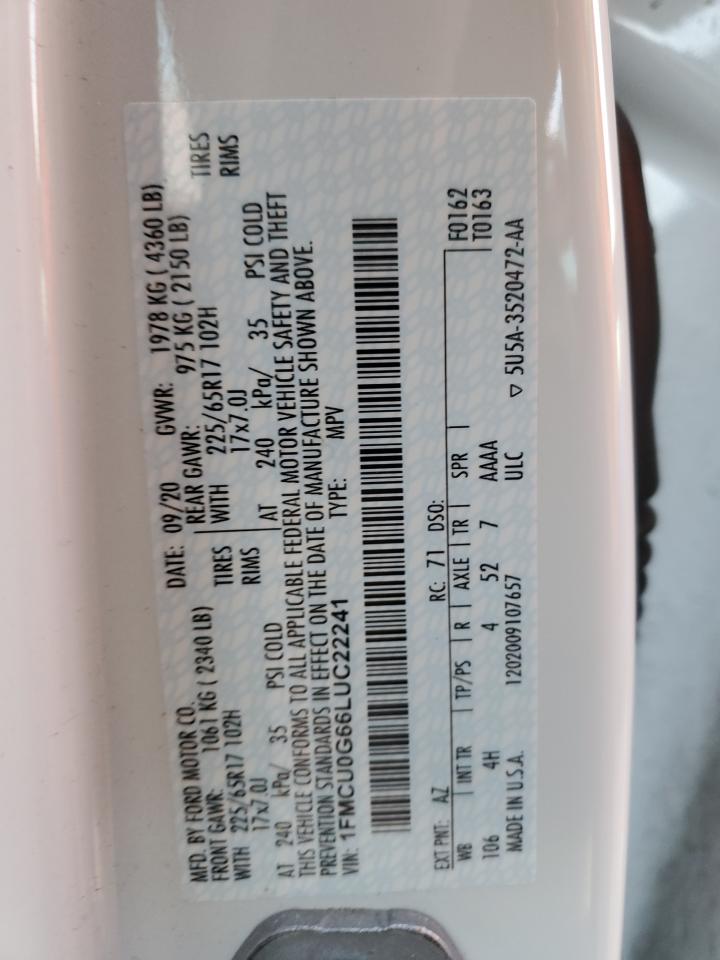 MFD. BY FORD MOTOR CO. DATE: 09/20 GVWR: 1978 KG ( 4360 LB)
FRONT GAWR: 1061 KG ( 2340 LB) REAR GAWR: 975 KG ( 2150 LB)
WITH 225/65R17 102H TIRES WITH 225/65R17 102H TIRES
17x7.0J RIMS 17x7.0J RIMS
AT 240 kPa/ 35 PSI COLD AT 240 kPa/ 35 PSI COLD
THIS VEHICLE CONFORMS TO ALL APPLICABLE FEDERAL MOTOR VEHICLE SAFETY AND THEFT
PREVENTION STANDARDS IN EFFECT ON THE DATE OF MANUFACTURE SHOWN ABOVE.
VIN: 1FMCU0G66LUC22241 TYPE: MPV
EXT PNT: AZ RC: 71 DSO: F0162
WB INT TR TP/PS R AXLE TR SPR T0163
106 4H 4 52 7 AAAA
MADE IN U.S.A. 1202009107657 ULC ▽ 5U5A-3520472-AA